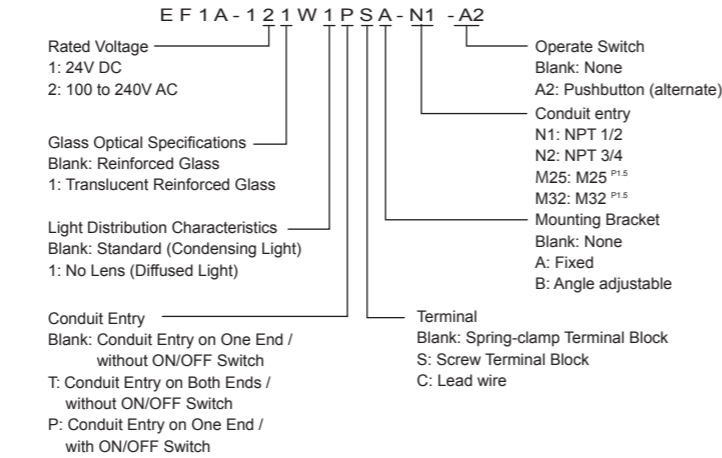 EF1A-121W1PSA-N1 -A2
Rated Voltage
1: 24V DC
2: 100 to 240V AC
Glass Optical Specifications
Blank: Reinforced Glass
1: Translucent Reinforced Glass
Light Distribution Characteristics
Blank: Standard (Condensing Light)
1: No Lens (Diffused Light)
Conduit Entry
Blank: Conduit Entry on One End /
without ON/OFF Switch
T: Conduit Entry on Both Ends /
without ON/OFF Switch
P: Conduit Entry on One End /
with ON/OFF Switch
Operate Switch
Blank: None
A2: Pushbutton (alternate)
Conduit entry
N1: NPT 1/2
N2: NPT 3/4
M25: M25 P1.5
M32: M32 P1.5
Mounting Bracket
Blank: None
A: Fixed
B: Angle adjustable
Terminal
Blank: Spring-clamp Terminal Block
S: Screw Terminal Block
C: Lead wire